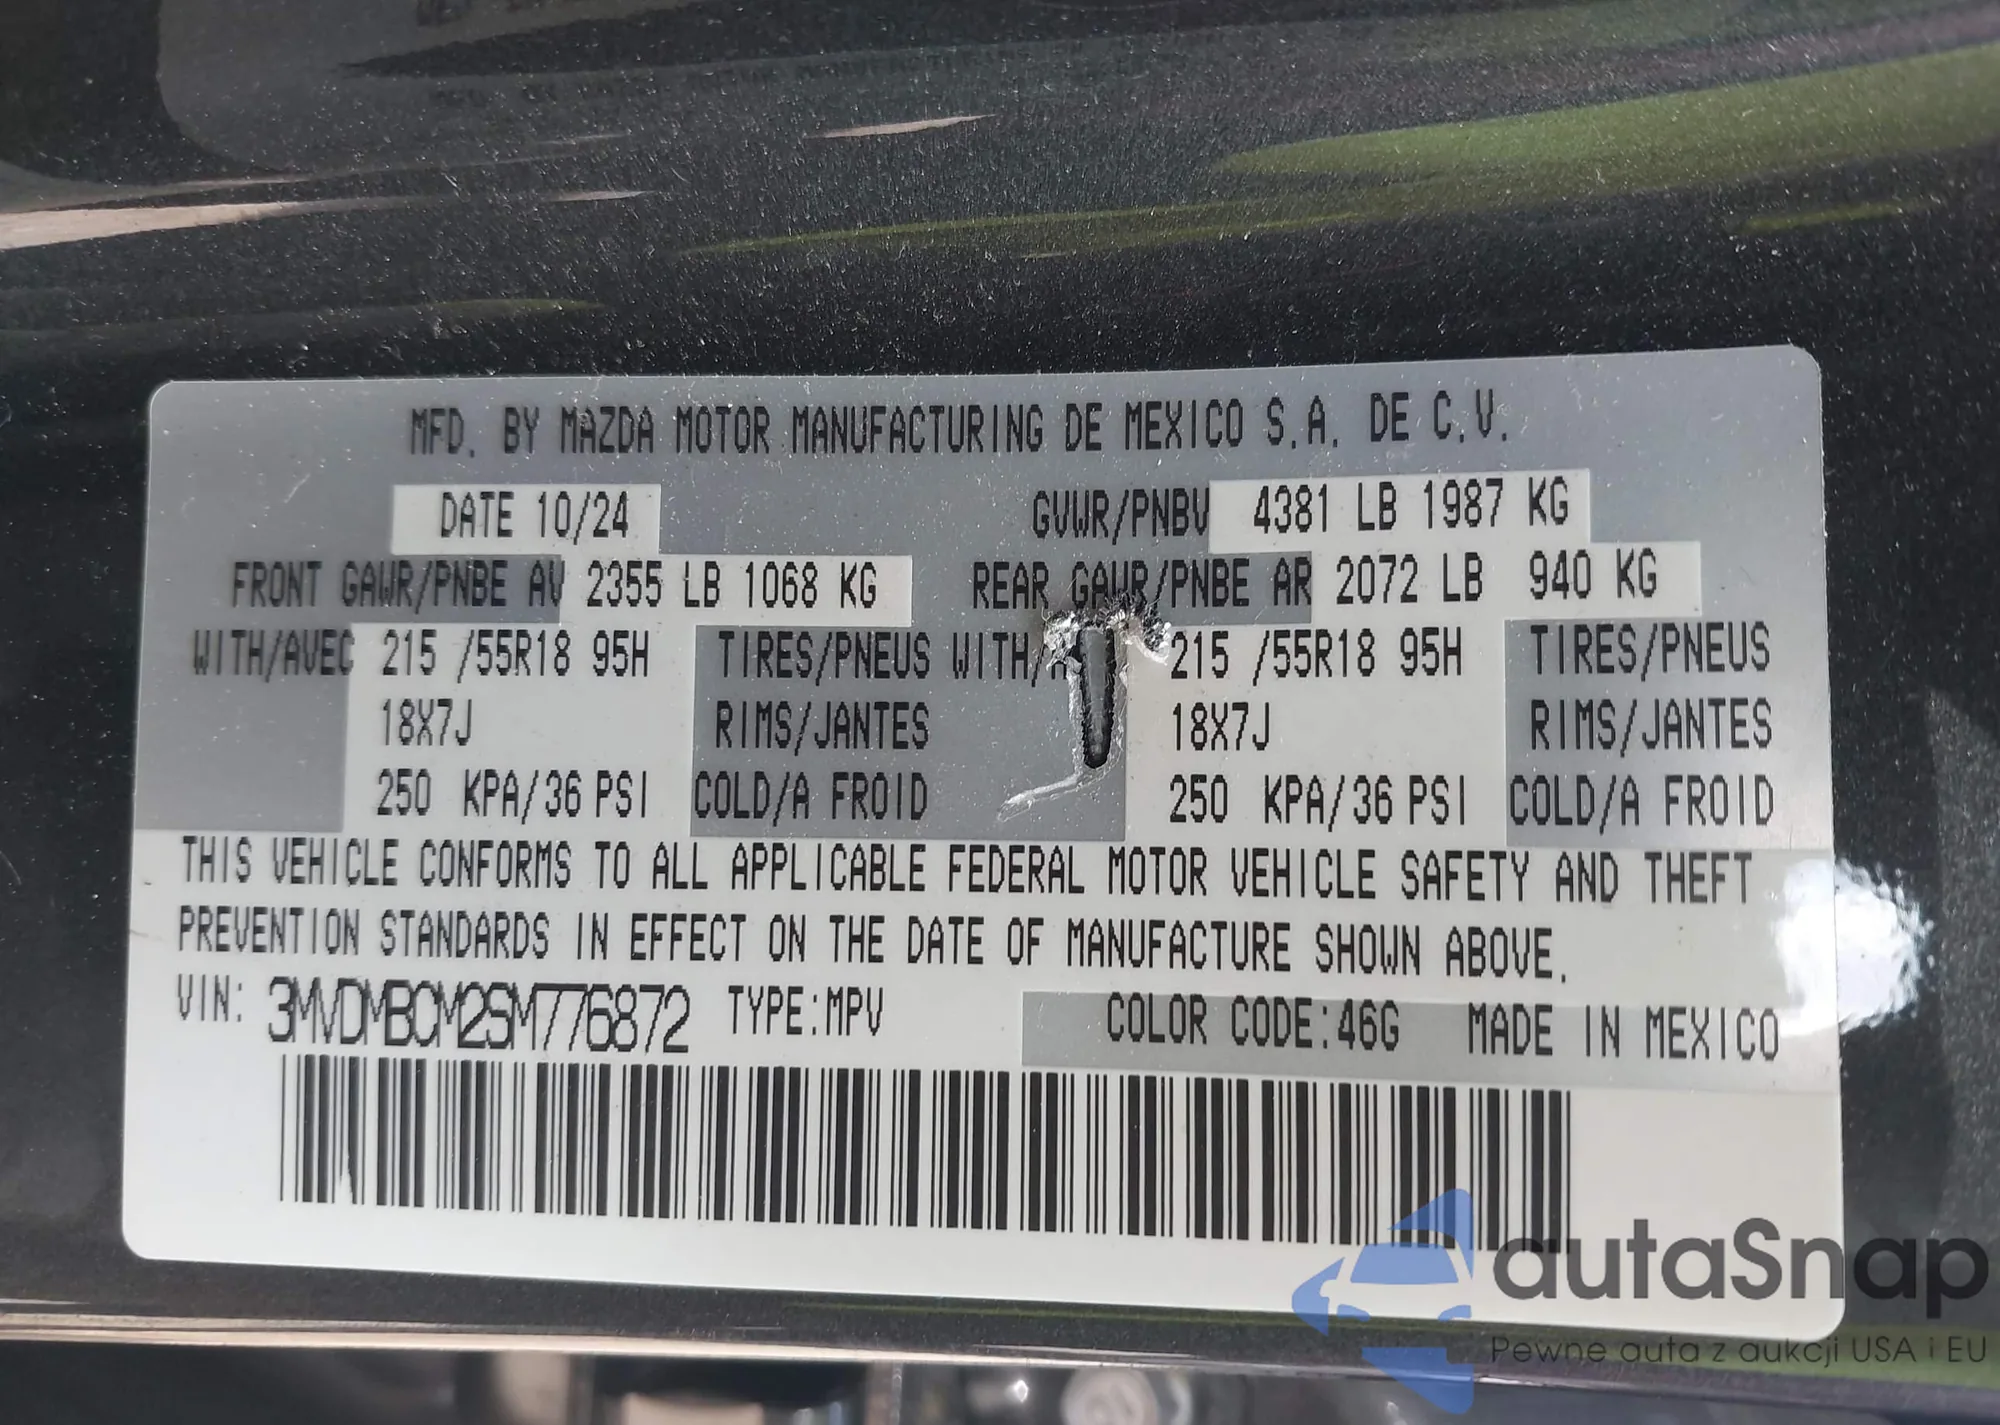 MFD. BY MAZDA MOTOR MANUFACTURING DE MEXICO S.A. DE C.V.
DATE 10/24 GVWR/PNBV 4381 LB 1987 KG
FRONT GAWR/PNBE AV 2355 LB 1068 KG REAR GAWR/PNBE AR 2072 LB 940 KG
WITH/AVEC 215 /55R18 95H TIRES/PNEUS WITH/ 215 /55R18 95H TIRES/PNEUS
18X7J RIMS/JANTES 18X7J RIMS/JANTES
250 KPA/36 PSI COLD/A FROID 250 KPA/36 PSI COLD/A FROID
THIS VEHICLE CONFORMS TO ALL APPLICABLE FEDERAL MOTOR VEHICLE SAFETY AND THEFT
PREVENTION STANDARDS IN EFFECT ON THE DATE OF MANUFACTURE SHOWN ABOVE.
VIN: 3MVDMBCM2SM776872 TYPE:MPV COLOR CODE:46G MADE IN MEXICO
autaSnap
Pewne auta z aukcji USA i EU